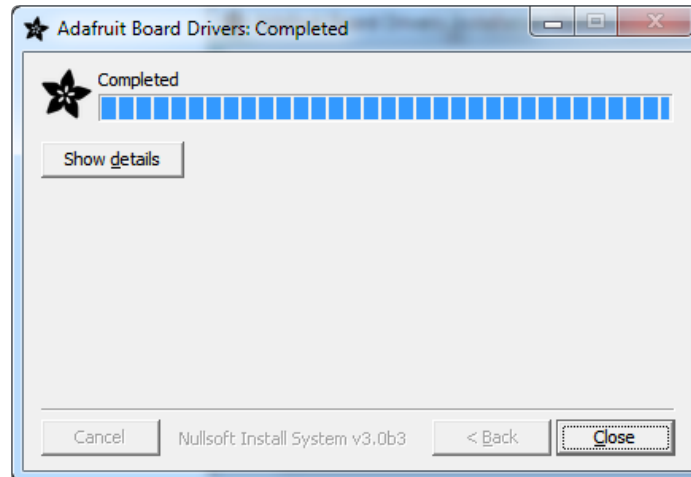 Adafruit Board Drivers: Completed
Completed
Show details
Cancel
Nullsoft Install System v3.0b3
< Back
Close